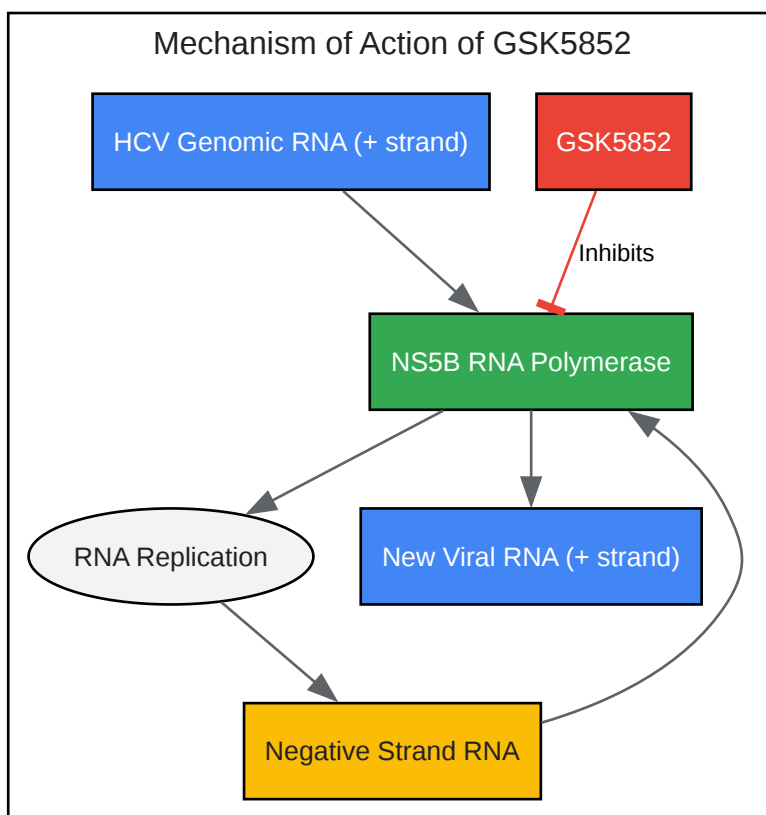 Mechanism of Action of GSK5852
HCV Genomic RNA (+ strand)
GSK5852
Inhibits
NS5B RNA Polymerase
RNA Replication
New Viral RNA (+ strand)
Negative Strand RNA